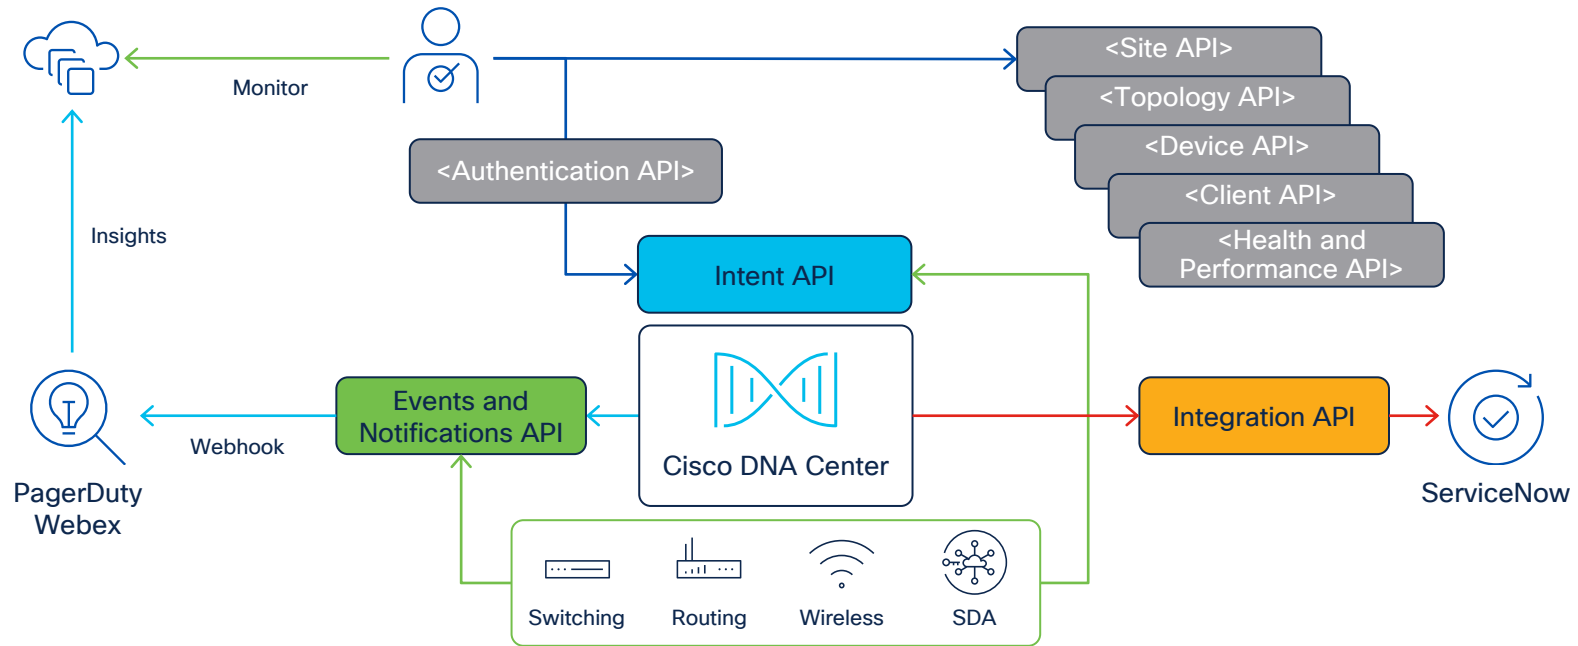 <Site API>
Monitor
<Topology API>
<Device API>
<Authentication API>
<Client API>
Insights
<Health and
Performance API>
Intent API
Events and
Notifications API
Integration API
Webhook
Cisco DNA Center
PagerDuty
Webex
ServiceNow
Switching
Routing
Wireless
SDA